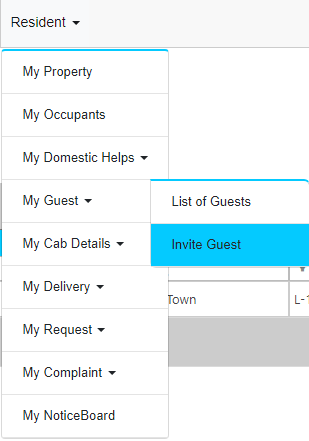 Resident
My Property
My Occupants
My Domestic Helps
My Guest
List of Guests
My Cab Details
Invite Guest
My Delivery
Town
L-1
My Request
My Complaint
My NoticeBoard